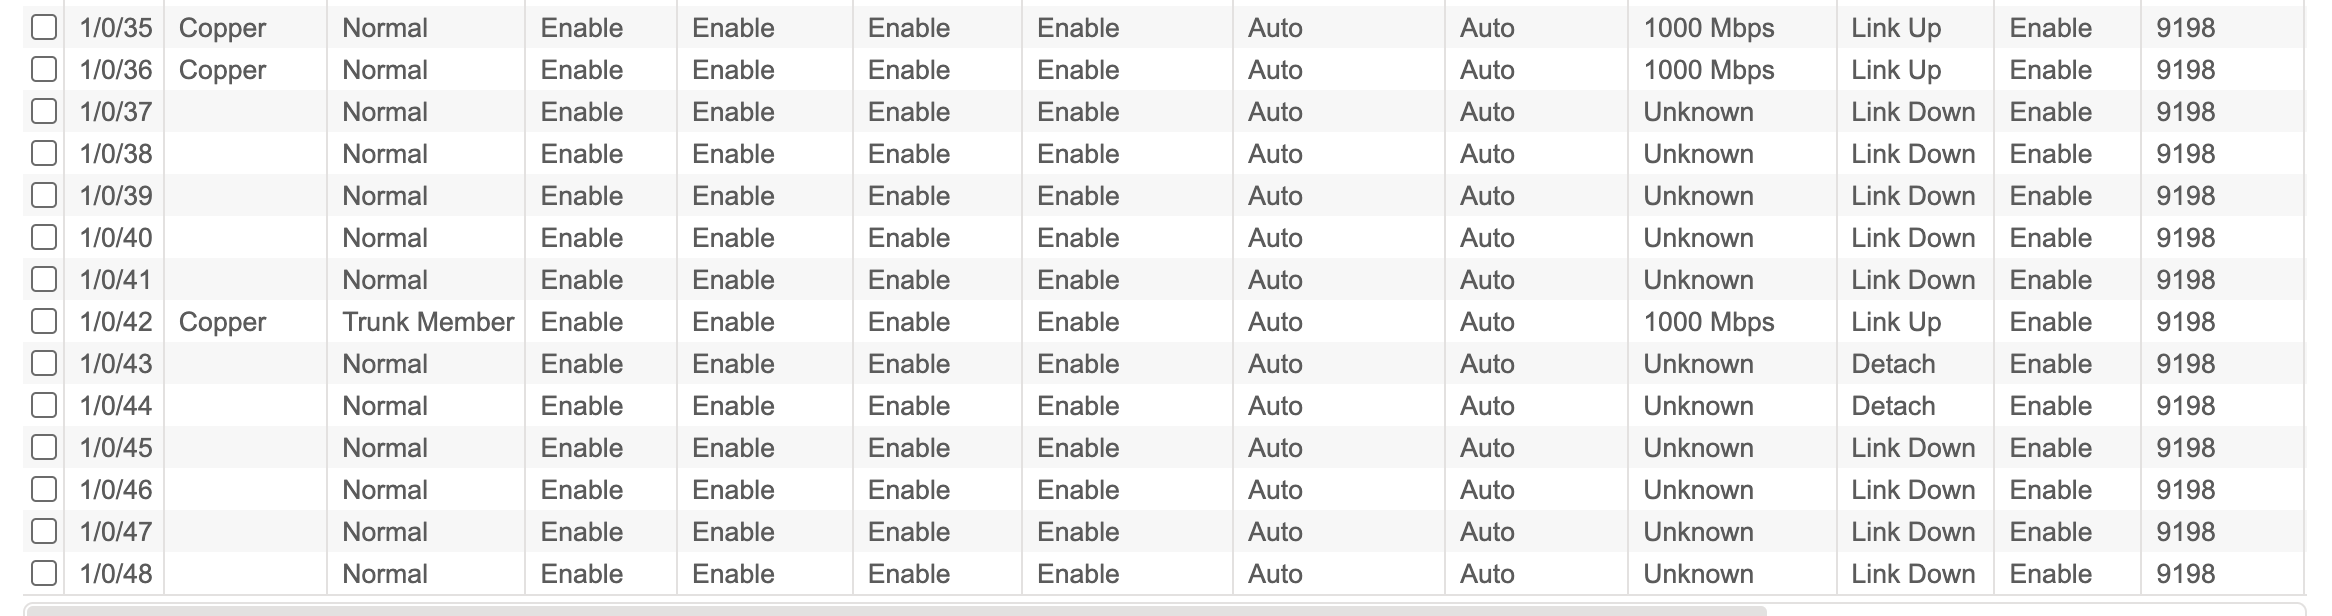 1/0/35 Copper Normal Enable Enable Enable Enable Auto Auto 1000 Mbps Link Up Enable 9198
1/0/36 Copper Normal Enable Enable Enable Enable Auto Auto 1000 Mbps Link Up Enable 9198
1/0/37 Normal Enable Enable Enable Enable Auto Auto Unknown Link Down Enable 9198
1/0/38 Normal Enable Enable Enable Enable Auto Auto Unknown Link Down Enable 9198
1/0/39 Normal Enable Enable Enable Enable Auto Auto Unknown Link Down Enable 9198
1/0/40 Normal Enable Enable Enable Enable Auto Auto Unknown Link Down Enable 9198
1/0/41 Normal Enable Enable Enable Enable Auto Auto Unknown Link Down Enable 9198
1/0/42 Copper Trunk Member Enable Enable Enable Enable Auto Auto 1000 Mbps Link Up Enable 9198
1/0/43 Normal Enable Enable Enable Enable Auto Auto Unknown Detach Enable 9198
1/0/44 Normal Enable Enable Enable Enable Auto Auto Unknown Detach Enable 9198
1/0/45 Normal Enable Enable Enable Enable Auto Auto Unknown Link Down Enable 9198
1/0/46 Normal Enable Enable Enable Enable Auto Auto Unknown Link Down Enable 9198
1/0/47 Normal Enable Enable Enable Enable Auto Auto Unknown Link Down Enable 9198
1/0/48 Normal Enable Enable Enable Enable Auto Auto Unknown Link Down Enable 9198